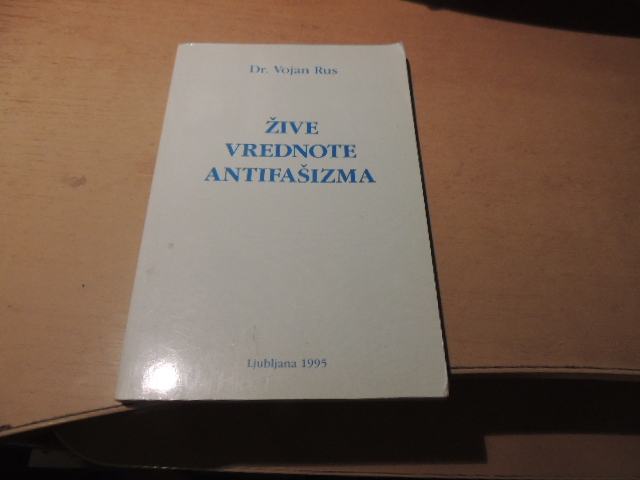 Dr. Vojan Rus
ŽIVE
VREDNOTE
ANTIFAŠIZMA
Ljubljana 1995